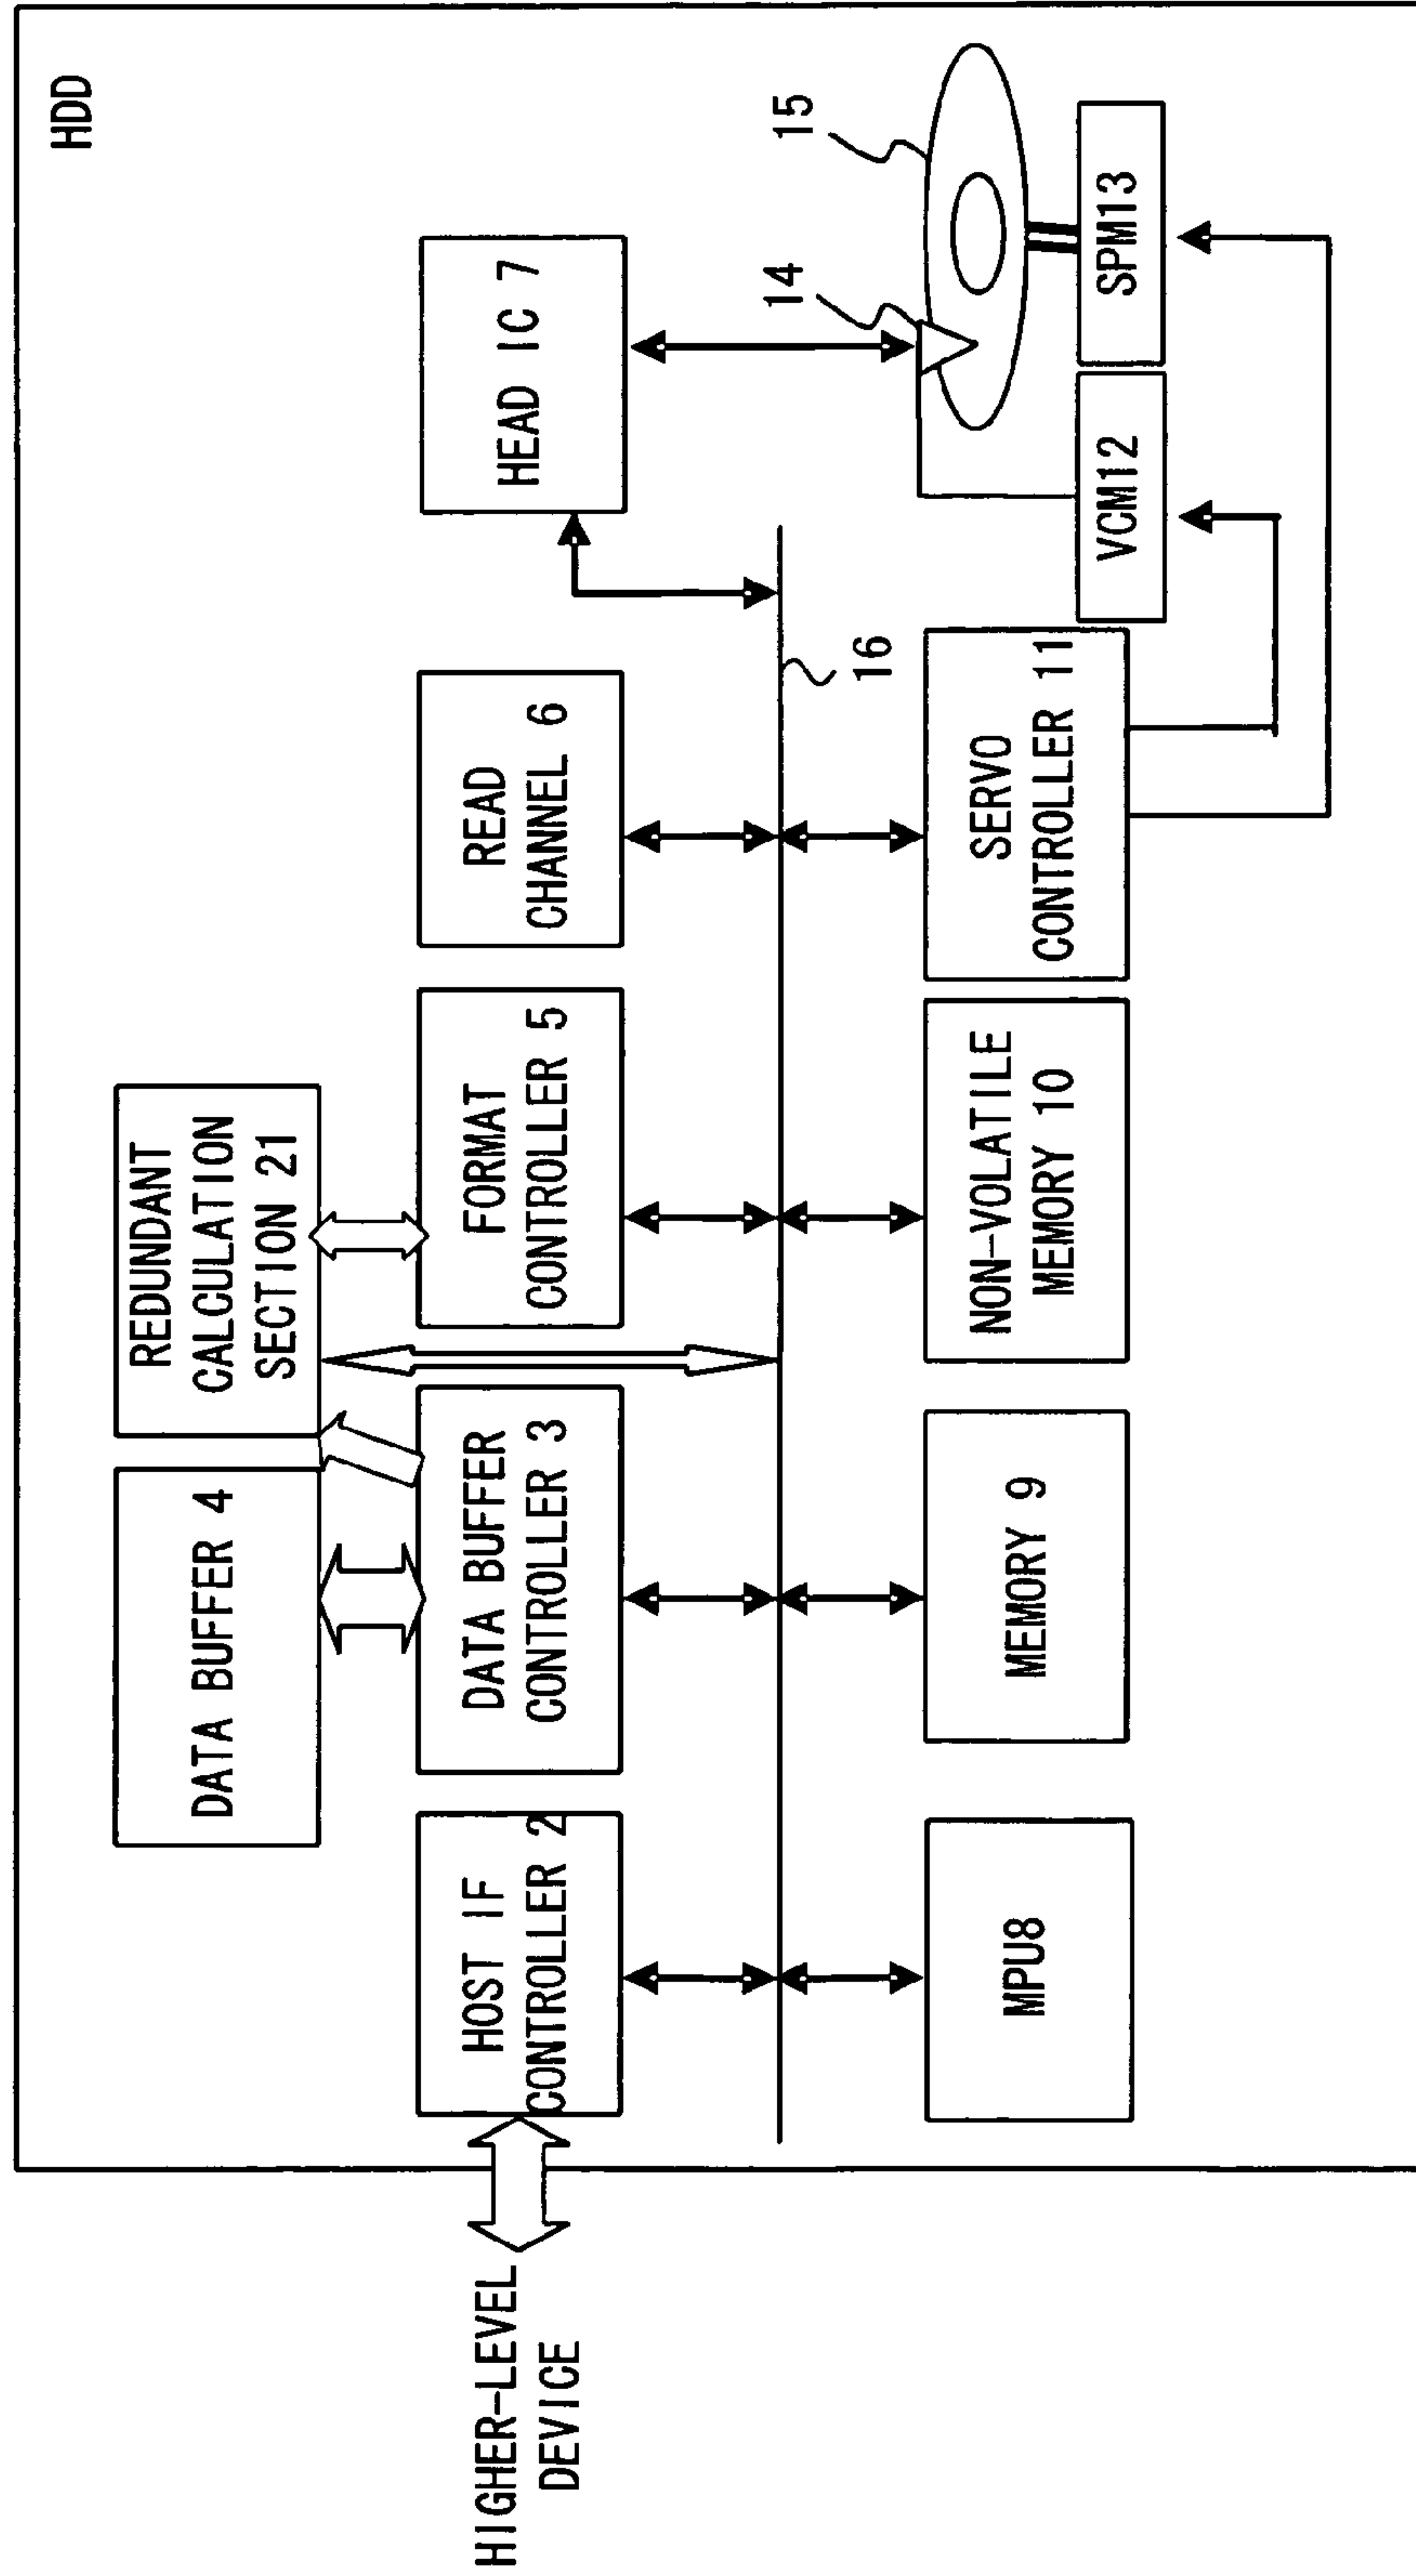 HDD
REDUNDANT
CALCULATION
SECTION 21
DATA BUFFER 4
HOST IF
CONTROLLER 2
DATA BUFFER
CONTROLLER 3
FORMAT
CONTROLLER 5
READ
CHANNEL 6
HEAD IC 7
HIGHER-LEVEL
DEVICE
16
14
15
MPU8
MEMORY 9
NON-VOLATILE
MEMORY 10
SERVO
CONTROLLER 11
VCM12
SPM13